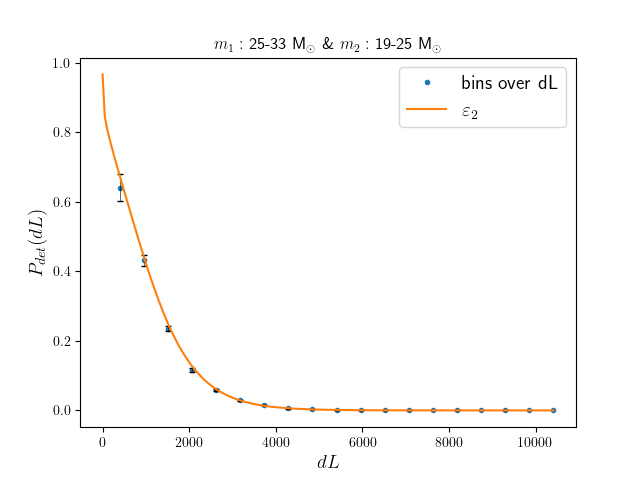 m₁ : 25-33 M⊙ & m₂ : 19-25 M⊙
bins over dL
ε₂
P_det(dL)
1.0
0.8
0.6
0.4
0.2
0.0
0 2000 4000 6000 8000 10000
dL